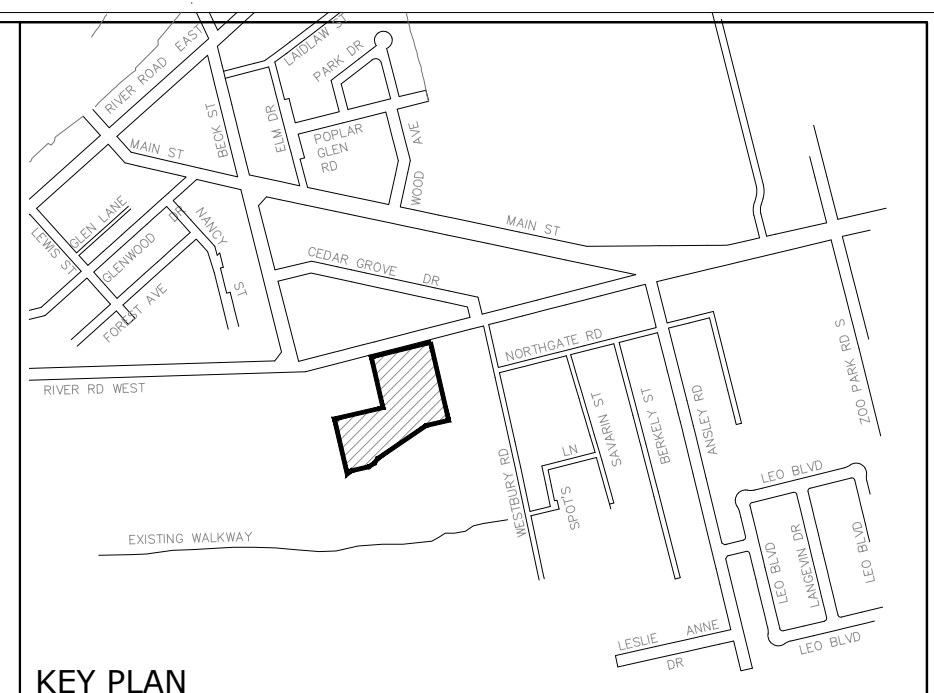 RIVER ROAD EAST
LAIDLAW ST
PARK DR
BECK ST
ELM DR
POPLAR
GLEN
RD
WOOD AVE
MAIN ST
GLEN LANE
LEWIS ST
GLENWOOD DR
NANCY ST
FOREST AVE
MAIN ST
CEDAR GROVE DR
RIVER RD WEST
NORTHGATE RD
SAVARIN ST
BERKELY ST
ANSLEY RD
ZOO PARK RD S
WESTBURY RD
SPOT'S LN
EXISTING WALKWAY
LEO BLVD
LEO BLVD
LANGEVIN DR
LEO BLVD
LEO BLVD
LESLIE ANNE
DR
KEY PLAN